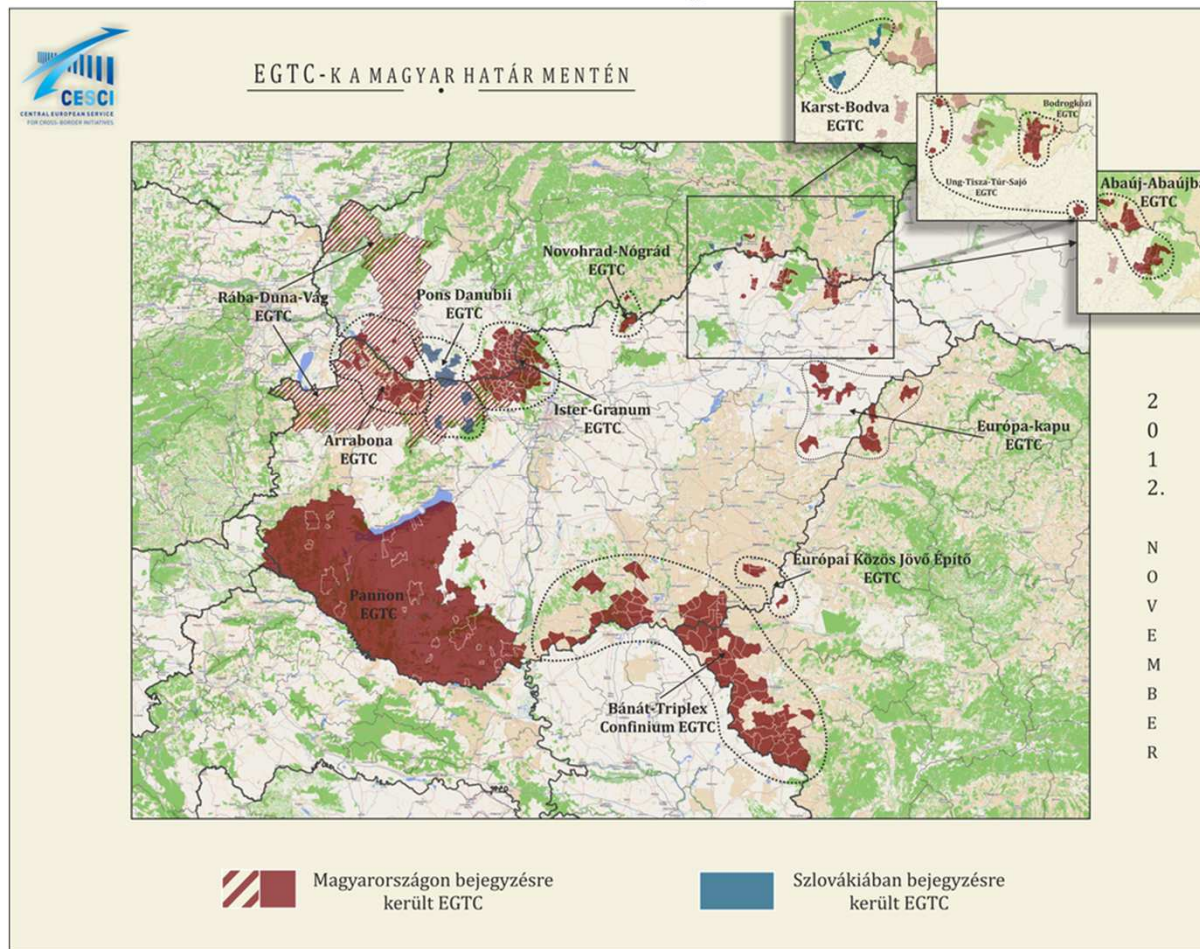 CESCI
CENTRAL EUROPEAN SERVICE
FOR CROSS-BORDER INITIATIVES
EGTC-K A MAGYAR HATÁR MENTÉN
Karst-Bodva
EGTC
Bodrogközi
EGTC
Ung-Tisza-Túr-Sajó
EGTC
Abaúj-Abaújb
EGTC
Novohrad-Nógrád
EGTC
Rába-Duna-Vág
EGTC
Pons Danubii
EGTC
Ister-Granum
EGTC
Arrabona
EGTC
Európa-kapu
EGTC
Pannon
EGTC
Európai Közös Jövő Építő
EGTC
Bánát-Triplex
Confinium EGTC
2
0
1
2.
N
O
V
E
M
B
E
R
Magyarországon bejegyzésre
került EGTC
Szlovákiában bejegyzésre
került EGTC